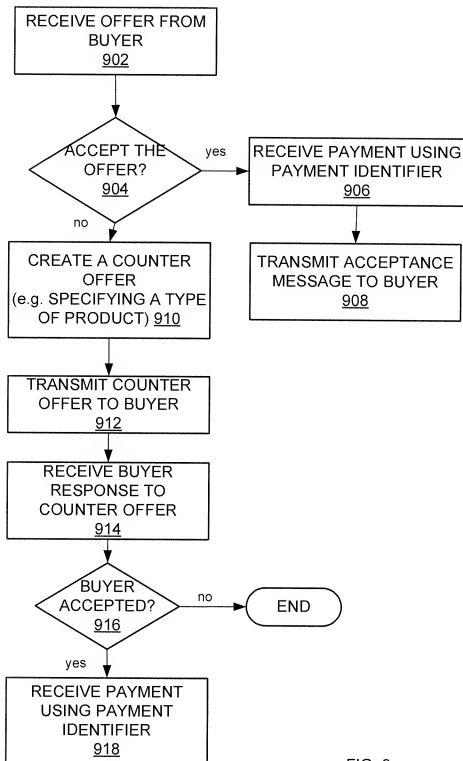 RECEIVE OFFER FROM
BUYER
902
ACCEPT THE
OFFER?
904
yes
RECEIVE PAYMENT USING
PAYMENT IDENTIFIER
906
no
TRANSMIT ACCEPTANCE
MESSAGE TO BUYER
908
CREATE A COUNTER
OFFER
(e.g. SPECIFYING A TYPE
OF PRODUCT) 910
TRANSMIT COUNTER
OFFER TO BUYER
912
RECEIVE BUYER
RESPONSE TO
COUNTER OFFER
914
BUYER
ACCEPTED?
916
no
END
yes
RECEIVE PAYMENT
USING PAYMENT
IDENTIFIER
918